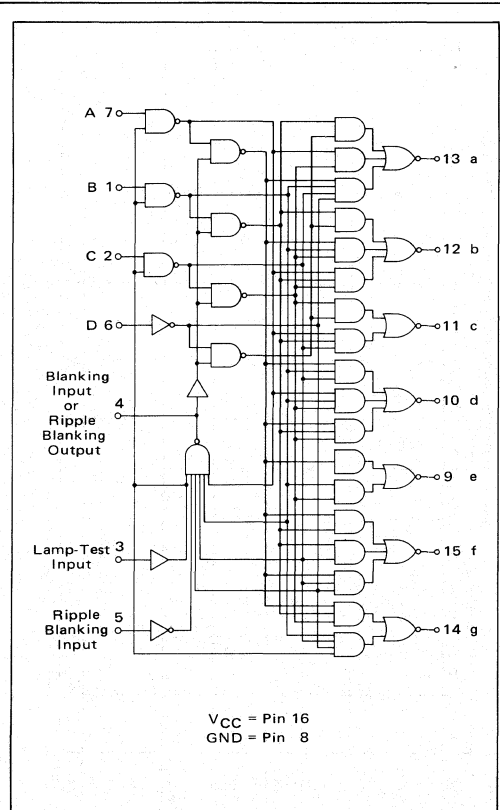 A 7
13 a
B 1
12 b
C 2
11 c
D 6
10 d
Blanking
Input
or
4
Ripple
Blanking
Output
9 e
Lamp-Test 3
Input
15 f
Ripple 5
Blanking
Input
14 g
VCC = Pin 16
GND = Pin 8